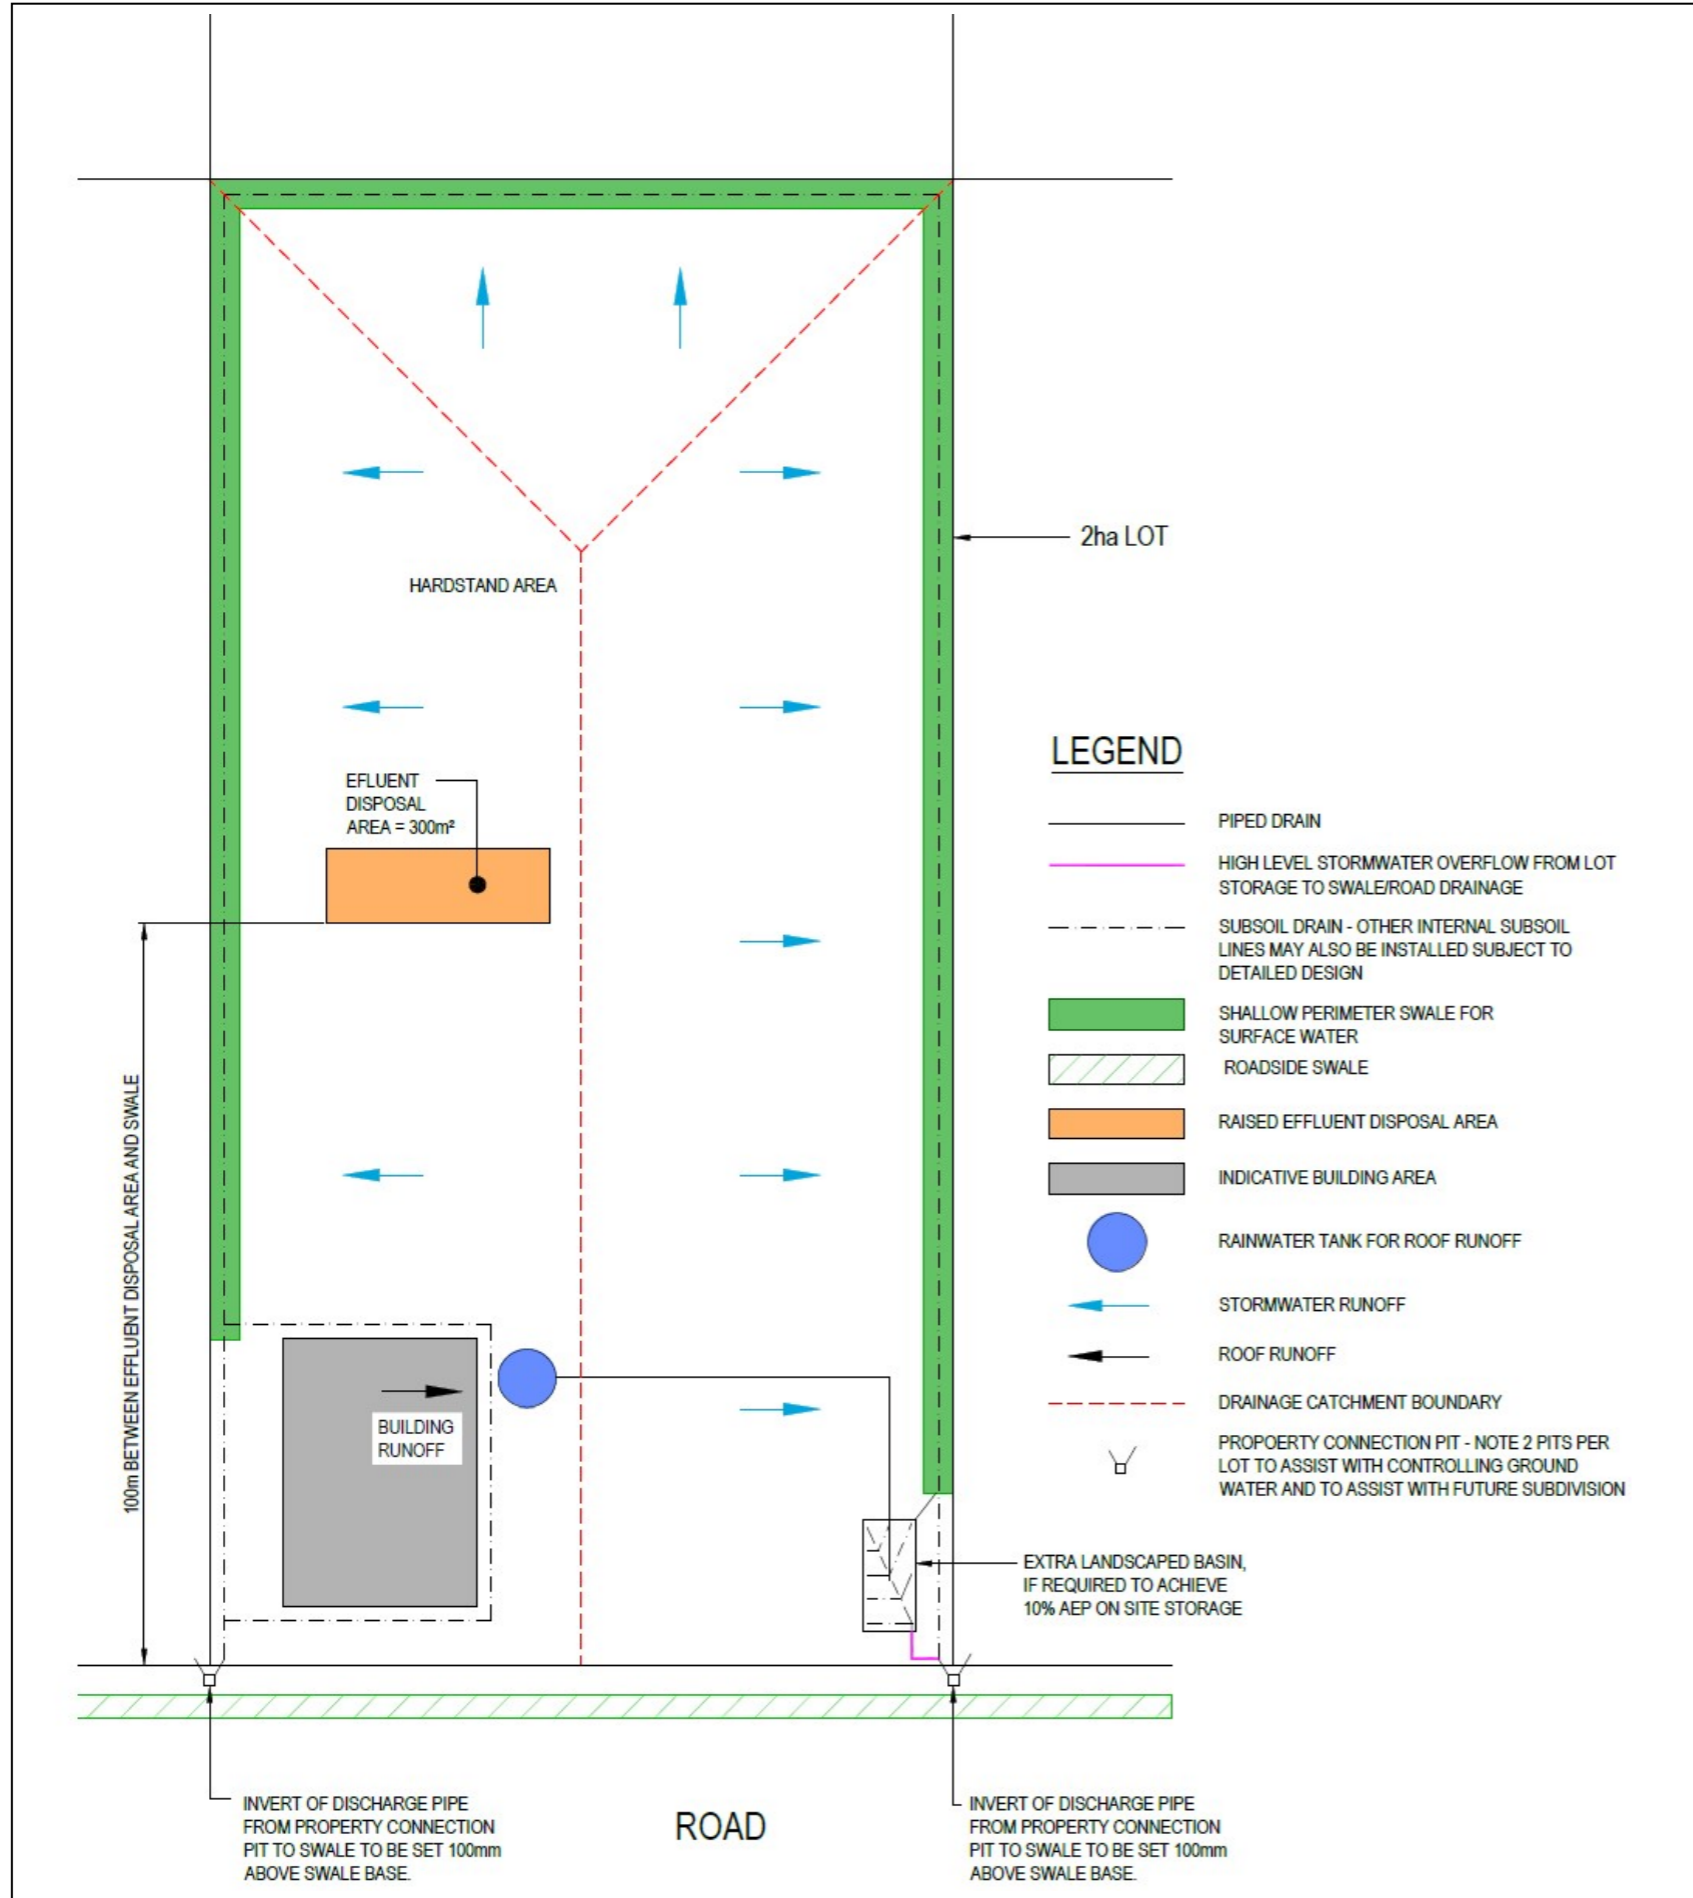 2ha LOT
HARDSTAND AREA
EFLUENT
DISPOSAL
AREA = 300m²
100m BETWEEN EFFLUENT DISPOSAL AREA AND SWALE
BUILDING
RUNOFF
LEGEND
PIPED DRAIN
HIGH LEVEL STORMWATER OVERFLOW FROM LOT
STORAGE TO SWALE/ROAD DRAINAGE
SUBSOIL DRAIN - OTHER INTERNAL SUBSOIL
LINES MAY ALSO BE INSTALLED SUBJECT TO
DETAILED DESIGN
SHALLOW PERIMETER SWALE FOR
SURFACE WATER
ROADSIDE SWALE
RAISED EFFLUENT DISPOSAL AREA
INDICATIVE BUILDING AREA
RAINWATER TANK FOR ROOF RUNOFF
STORMWATER RUNOFF
ROOF RUNOFF
DRAINAGE CATCHMENT BOUNDARY
PROPOERTY CONNECTION PIT - NOTE 2 PITS PER
LOT TO ASSIST WITH CONTROLLING GROUND
WATER AND TO ASSIST WITH FUTURE SUBDIVISION
EXTRA LANDSCAPED BASIN,
IF REQUIRED TO ACHIEVE
10% AEP ON SITE STORAGE
INVERT OF DISCHARGE PIPE
FROM PROPERTY CONNECTION
PIT TO SWALE TO BE SET 100mm
ABOVE SWALE BASE.
ROAD
INVERT OF DISCHARGE PIPE
FROM PROPERTY CONNECTION
PIT TO SWALE TO BE SET 100mm
ABOVE SWALE BASE.